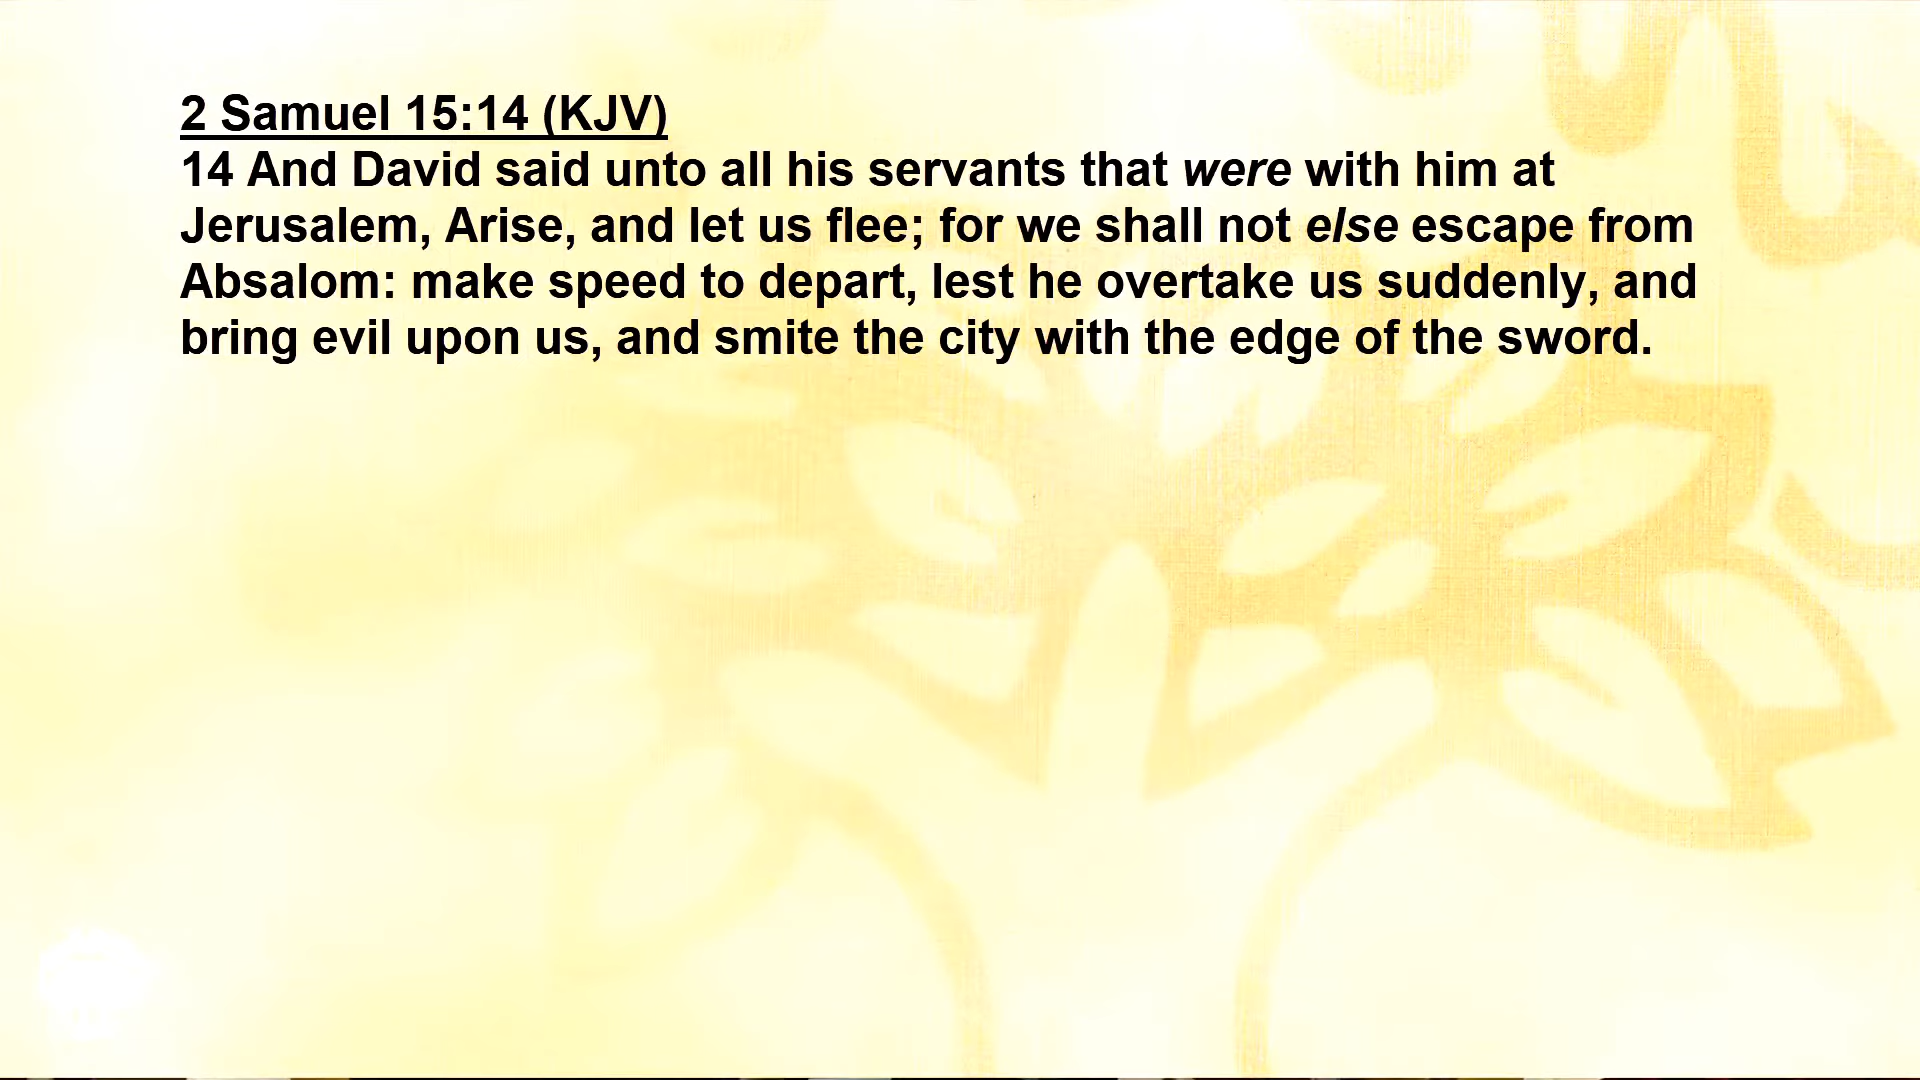 2 Samuel 15:14 (KJV)
14 And David said unto all his servants that were with him at
Jerusalem, Arise, and let us flee; for we shall not else escape from
Absalom: make speed to depart, lest he overtake us suddenly, and
bring evil upon us, and smite the city with the edge of the sword.